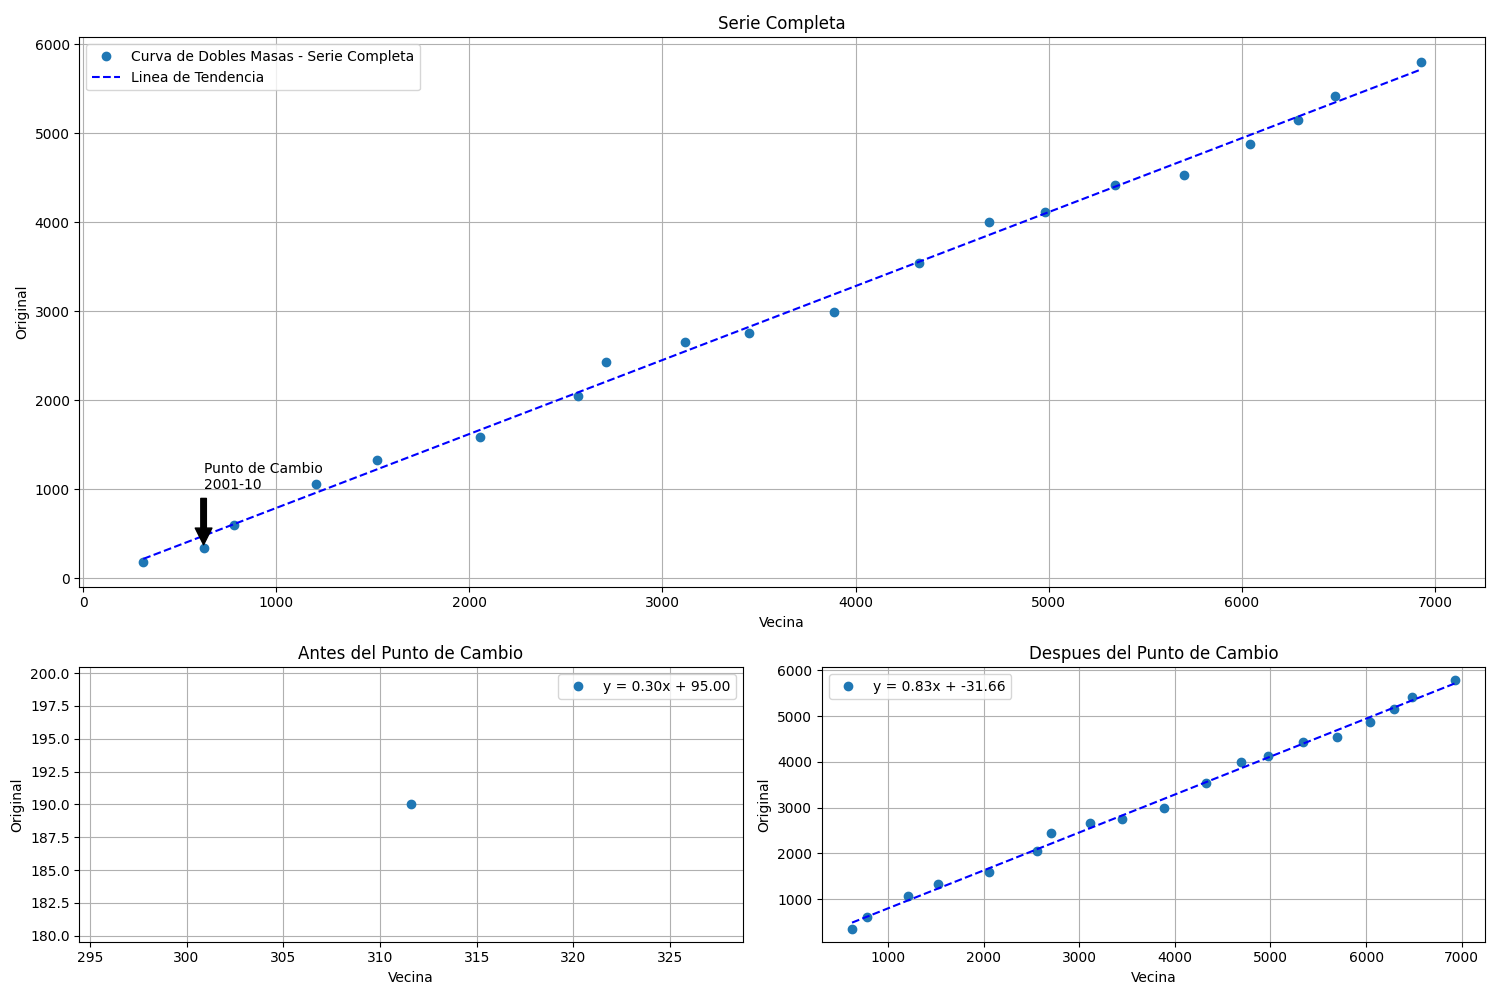 Serie Completa
Curva de Dobles Masas - Serie Completa
Linea de Tendencia
6000
5000
4000
3000
2000
1000
0
Original
Punto de Cambio
2001-10
0 1000 2000 3000 4000 5000 6000 7000
Vecina
Antes del Punto de Cambio
y = 0.30x + 95.00
200.0
197.5
195.0
192.5
190.0
187.5
185.0
182.5
180.0
Original
295 300 305 310 315 320 325
Vecina
Despues del Punto de Cambio
y = 0.83x + -31.66
6000
5000
4000
3000
2000
1000
Original
1000 2000 3000 4000 5000 6000 7000
Vecina